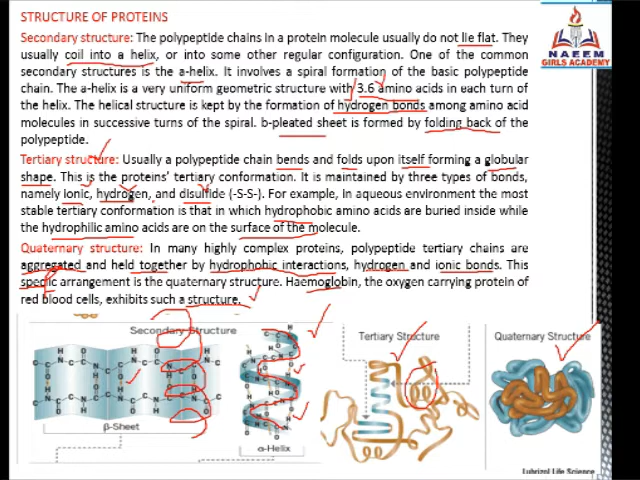 STRUCTURE OF PROTEINS
Secondary structure: The polypeptide chains in a protein molecule usually do not lie flat. They
usually coil into a helix, or into some other regular configuration. One of the common
secondary structures is the a-helix. It involves a spiral formation of the basic polypeptide
chain. The a-helix is a very uniform geometric structure with 3.6 amino acids in each turn of
the helix. The helical structure is kept by the formation of hydrogen bonds among amino acid
molecules in successive turns of the spiral. b-pleated sheet is formed by folding back of the
polypeptide.
Tertiary structure: Usually a polypeptide chain bends and folds upon itself forming a globular
shape. This is the proteins' tertiary conformation. It is maintained by three types of bonds,
namely ionic, hydrogen, and disulfide (-S-S-). For example, in aqueous environment the most
stable tertiary conformation is that in which hydrophobic amino acids are buried inside while
the hydrophilic amino acids are on the surface of the molecule.
Quaternary structure: In many highly complex proteins, polypeptide tertiary chains are
aggregated and held together by hydrophobic interactions, hydrogen and ionic bonds. This
specific arrangement is the quaternary structure. Haemoglobin, the oxygen carrying protein of
red blood cells, exhibits such a structure.
NAEEM
GIRLS ACADEMY
Secondary Structure
Tertiary Structure
Quaternary Structure
β-Sheet
α-Helix
Lubrizol Life Science